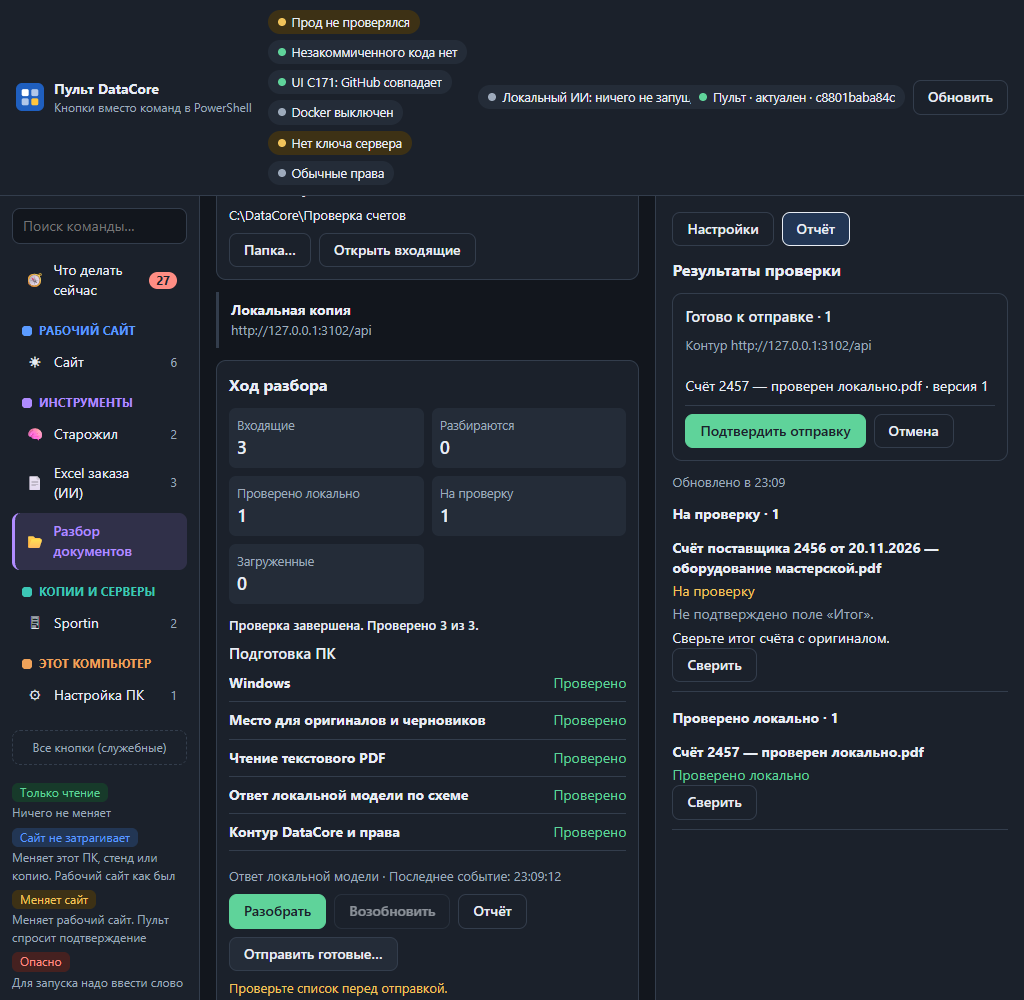 Пульт DataCore
Кнопки вместо команд в PowerShell
Прод не проверялся
Незакоммиченного кода нет
UI C171: GitHub совпадает
Docker выключен
Нет ключа сервера
Обычные права
Локальный ИИ: ничего не запущ
Пульт · актуален · c8801baba84c
Обновить
Поиск команды...
Что делать
сейчас
27
РАБОЧИЙ САЙТ
Сайт 6
ИНСТРУМЕНТЫ
Старожил 2
Excel заказа
(ИИ)
3
Разбор
документов
КОПИИ И СЕРВЕРЫ
Sportin 2
ЭТОТ КОМПЬЮТЕР
Настройка ПК 1
Все кнопки (служебные)
Только чтение
Ничего не меняет
Сайт не затрагивает
Меняет этот ПК, стенд или
копию. Рабочий сайт как был
Меняет сайт
Меняет рабочий сайт. Пульт
спросит подтверждение
Опасно
Для запуска надо ввести слово
C:\DataCore\Проверка счетов
Папка...
Открыть входящие
Локальная копия
http://127.0.0.1:3102/api
Ход разбора
Входящие
3
Разбираются
0
Проверено локально
1
На проверку
1
Загруженные
0
Проверка завершена. Проверено 3 из 3.
Подготовка ПК
Windows Проверено
Место для оригиналов и черновиков Проверено
Чтение текстового PDF Проверено
Ответ локальной модели по схеме Проверено
Контур DataCore и права Проверено
Ответ локальной модели · Последнее событие: 23:09:12
Разобрать
Возобновить
Отчёт
Отправить готовые...
Проверьте список перед отправкой.
Настройки
Отчёт
Результаты проверки
Готово к отправке · 1
Контур http://127.0.0.1:3102/api
Счёт 2457 — проверен локально.pdf · версия 1
Подтвердить отправку
Отмена
Обновлено в 23:09
На проверку · 1
Счёт поставщика 2456 от 20.11.2026 —
оборудование мастерской.pdf
На проверку
Не подтверждено поле «Итог».
Сверьте итог счёта с оригиналом.
Сверить
Проверено локально · 1
Счёт 2457 — проверен локально.pdf
Проверено локально
Сверить